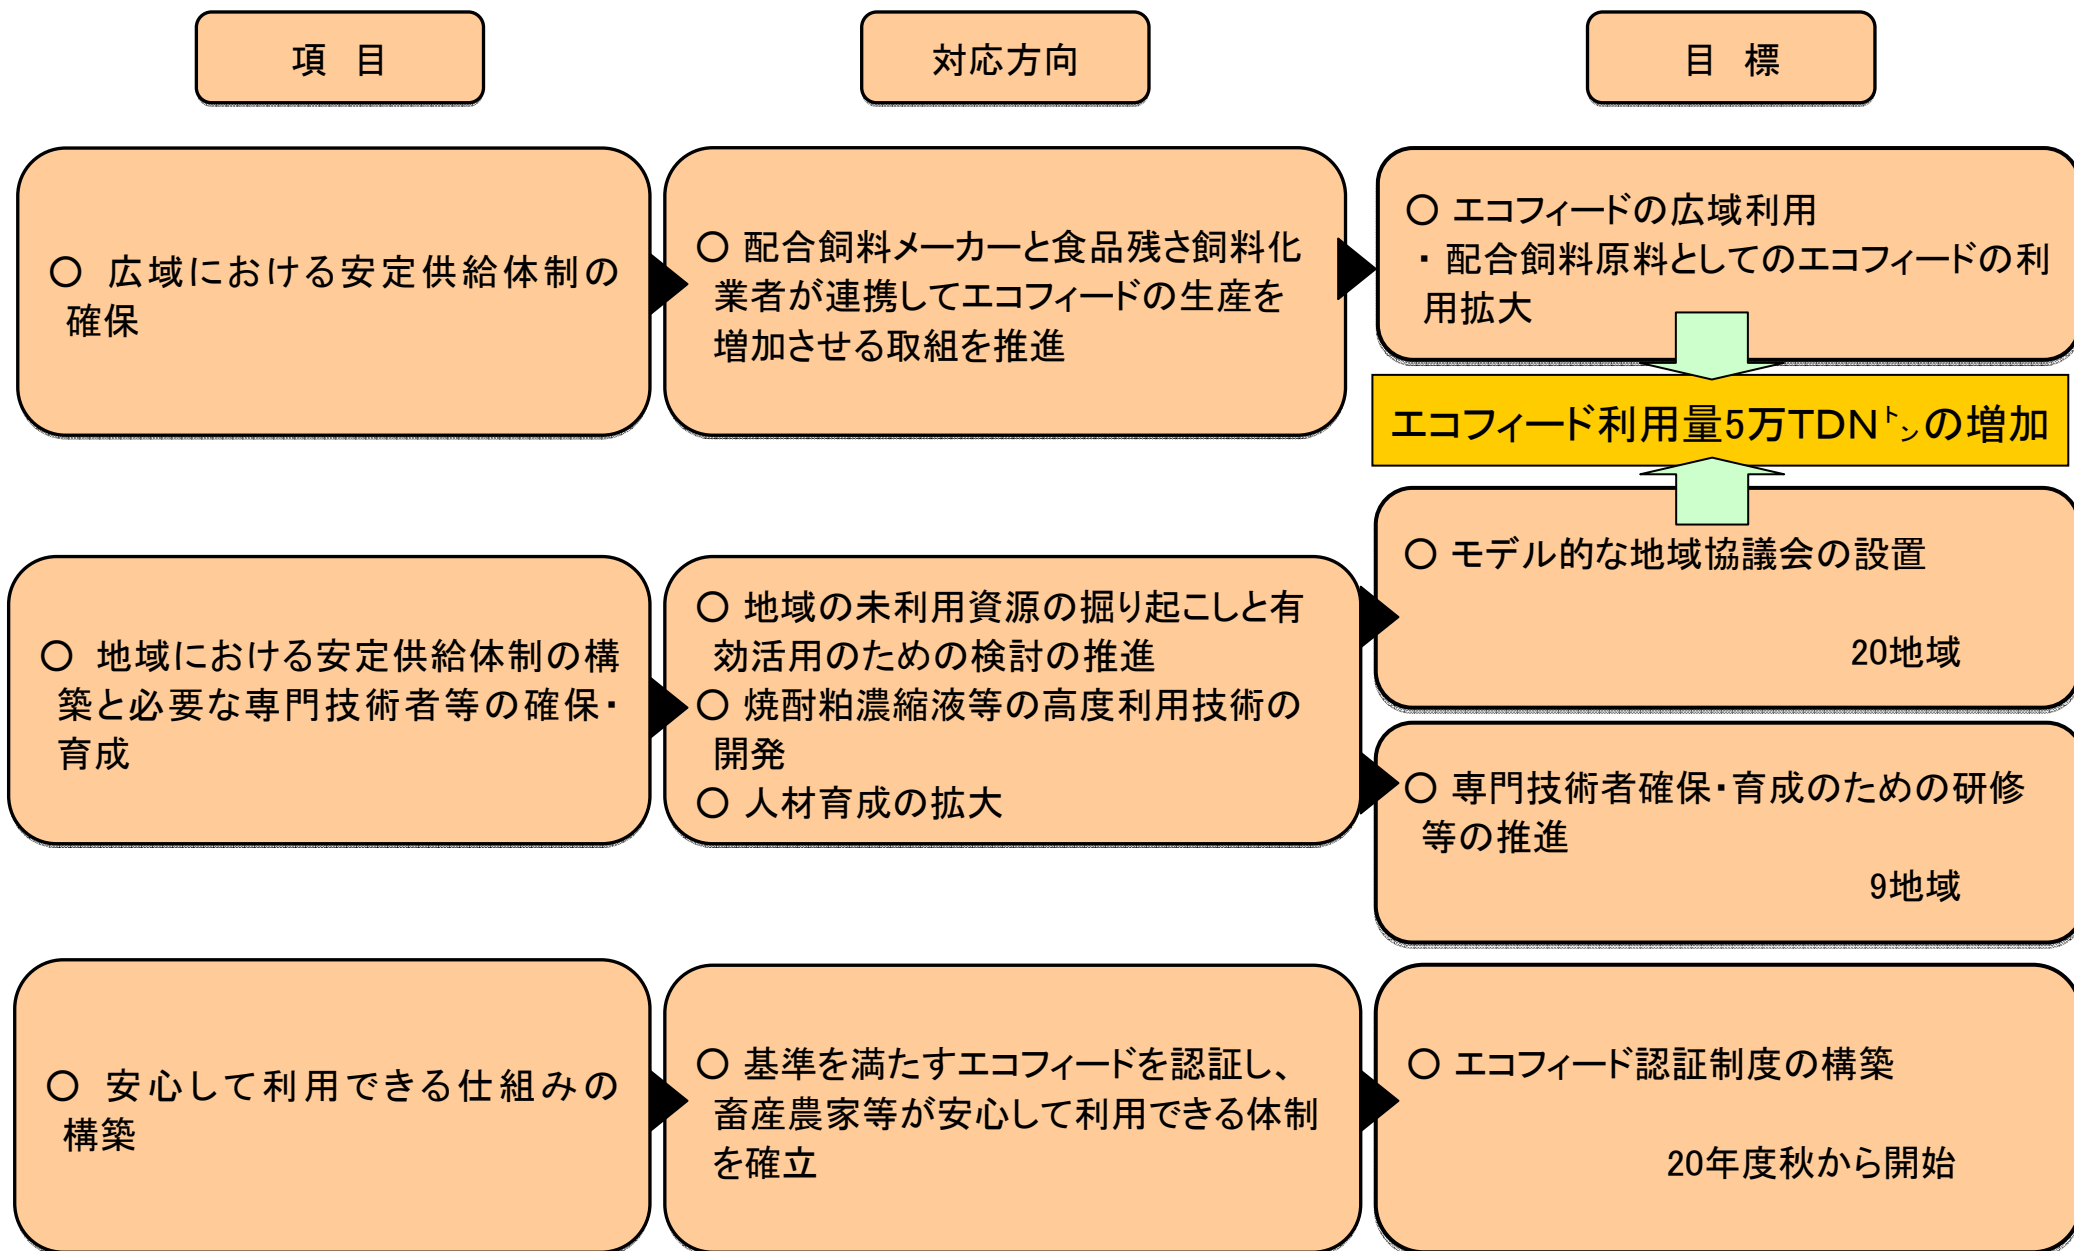 項 目
対応方向
目 標
○ 広域における安定供給体制の
確保
○ 配合飼料メーカーと食品残さ飼料化
業者が連携してエコフィードの生産を
増加させる取組を推進
○ エコフィードの広域利用
・ 配合飼料原料としてのエコフィードの利
用拡大
エコフィード利用量5万TDNトンの増加
○ 地域における安定供給体制の構
築と必要な専門技術者等の確保・
育成
○ 地域の未利用資源の掘り起こしと有
効活用のための検討の推進
○ 焼酎粕濃縮液等の高度利用技術の
開発
○ 人材育成の拡大
○ モデル的な地域協議会の設置
20地域
○ 専門技術者確保・育成のための研修
等の推進
9地域
○ 安心して利用できる仕組みの
構築
○ 基準を満たすエコフィードを認証し、
畜産農家等が安心して利用できる体制
を確立
○ エコフィード認証制度の構築
20年度秋から開始